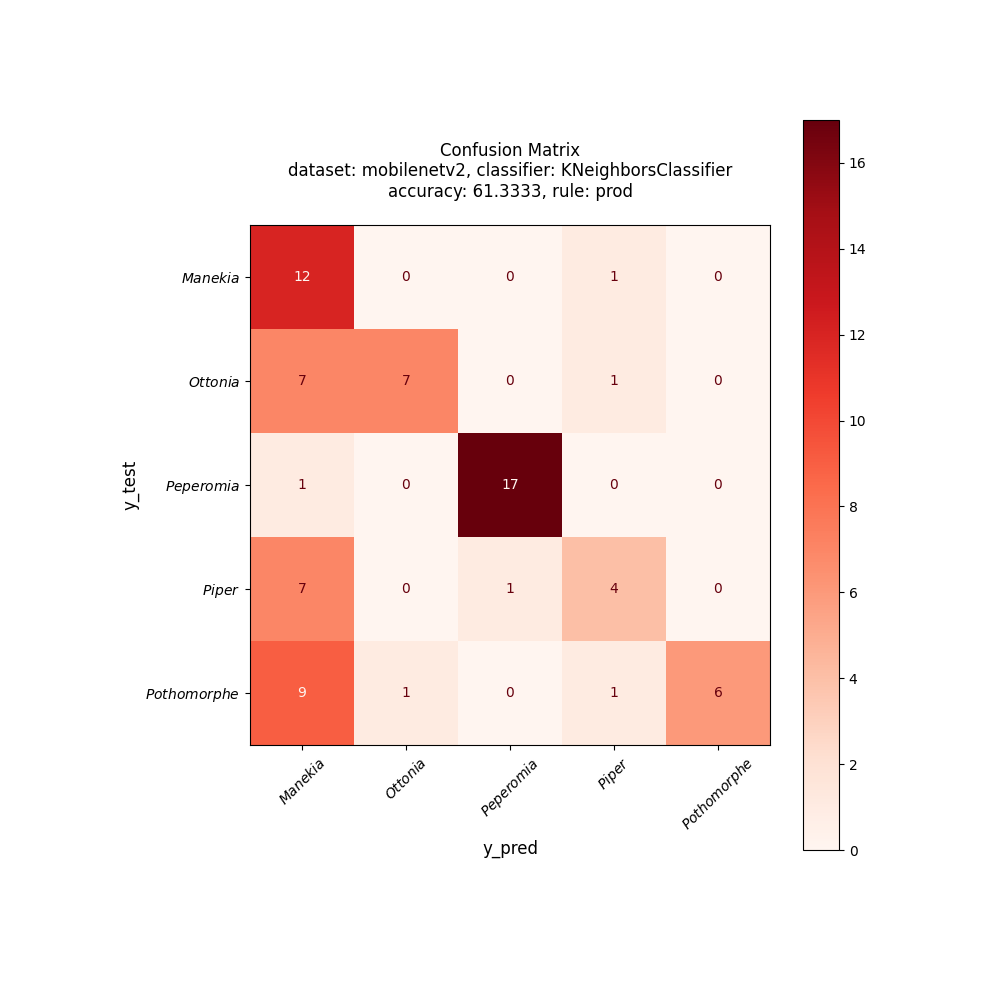 Confusion Matrix
dataset: mobilenetv2, classifier: KNeighborsClassifier
accuracy: 61.3333, rule: prod
y_test
Manekia 12 0 0 1 0
Ottonia 7 7 0 1 0
Peperomia 1 0 17 0 0
Piper 7 0 1 4 0
Pothomorphe 9 1 0 1 6
Manekia Ottonia Peperomia Piper Pothomorphe
y_pred
16
14
12
10
8
6
4
2
0